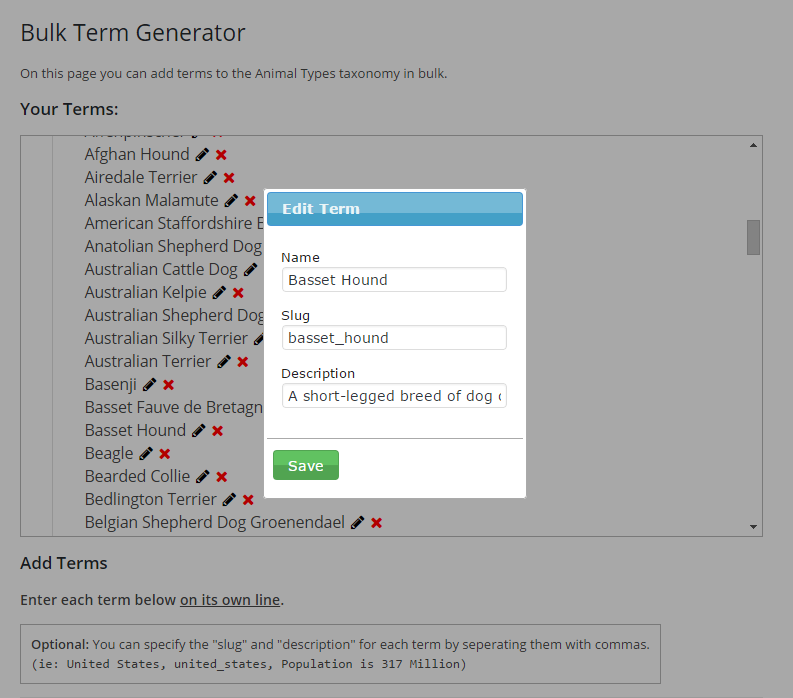 Bulk Term Generator
On this page you can add terms to the Animal Types taxonomy in bulk.
Your Terms:
Afghan Hound
Airedale Terrier
Alaskan Malamute
American Staffordshire
Anatolian Shepherd Dog
Australian Cattle Dog
Australian Kelpie
Australian Shepherd Dog
Australian Silky Terrier
Australian Terrier
Basenji
Basset Fauve de Bretagn
Basset Hound
Beagle
Bearded Collie
Bedlington Terrier
Belgian Shepherd Dog Groenendael
Edit Term
Name
Basset Hound
Slug
basset_hound
Description
A short-legged breed of dog
Save
Add Terms
Enter each term below on its own line.
Optional: You can specify the "slug" and "description" for each term by seperating them with commas.
(ie: United States, united_states, Population is 317 Million)